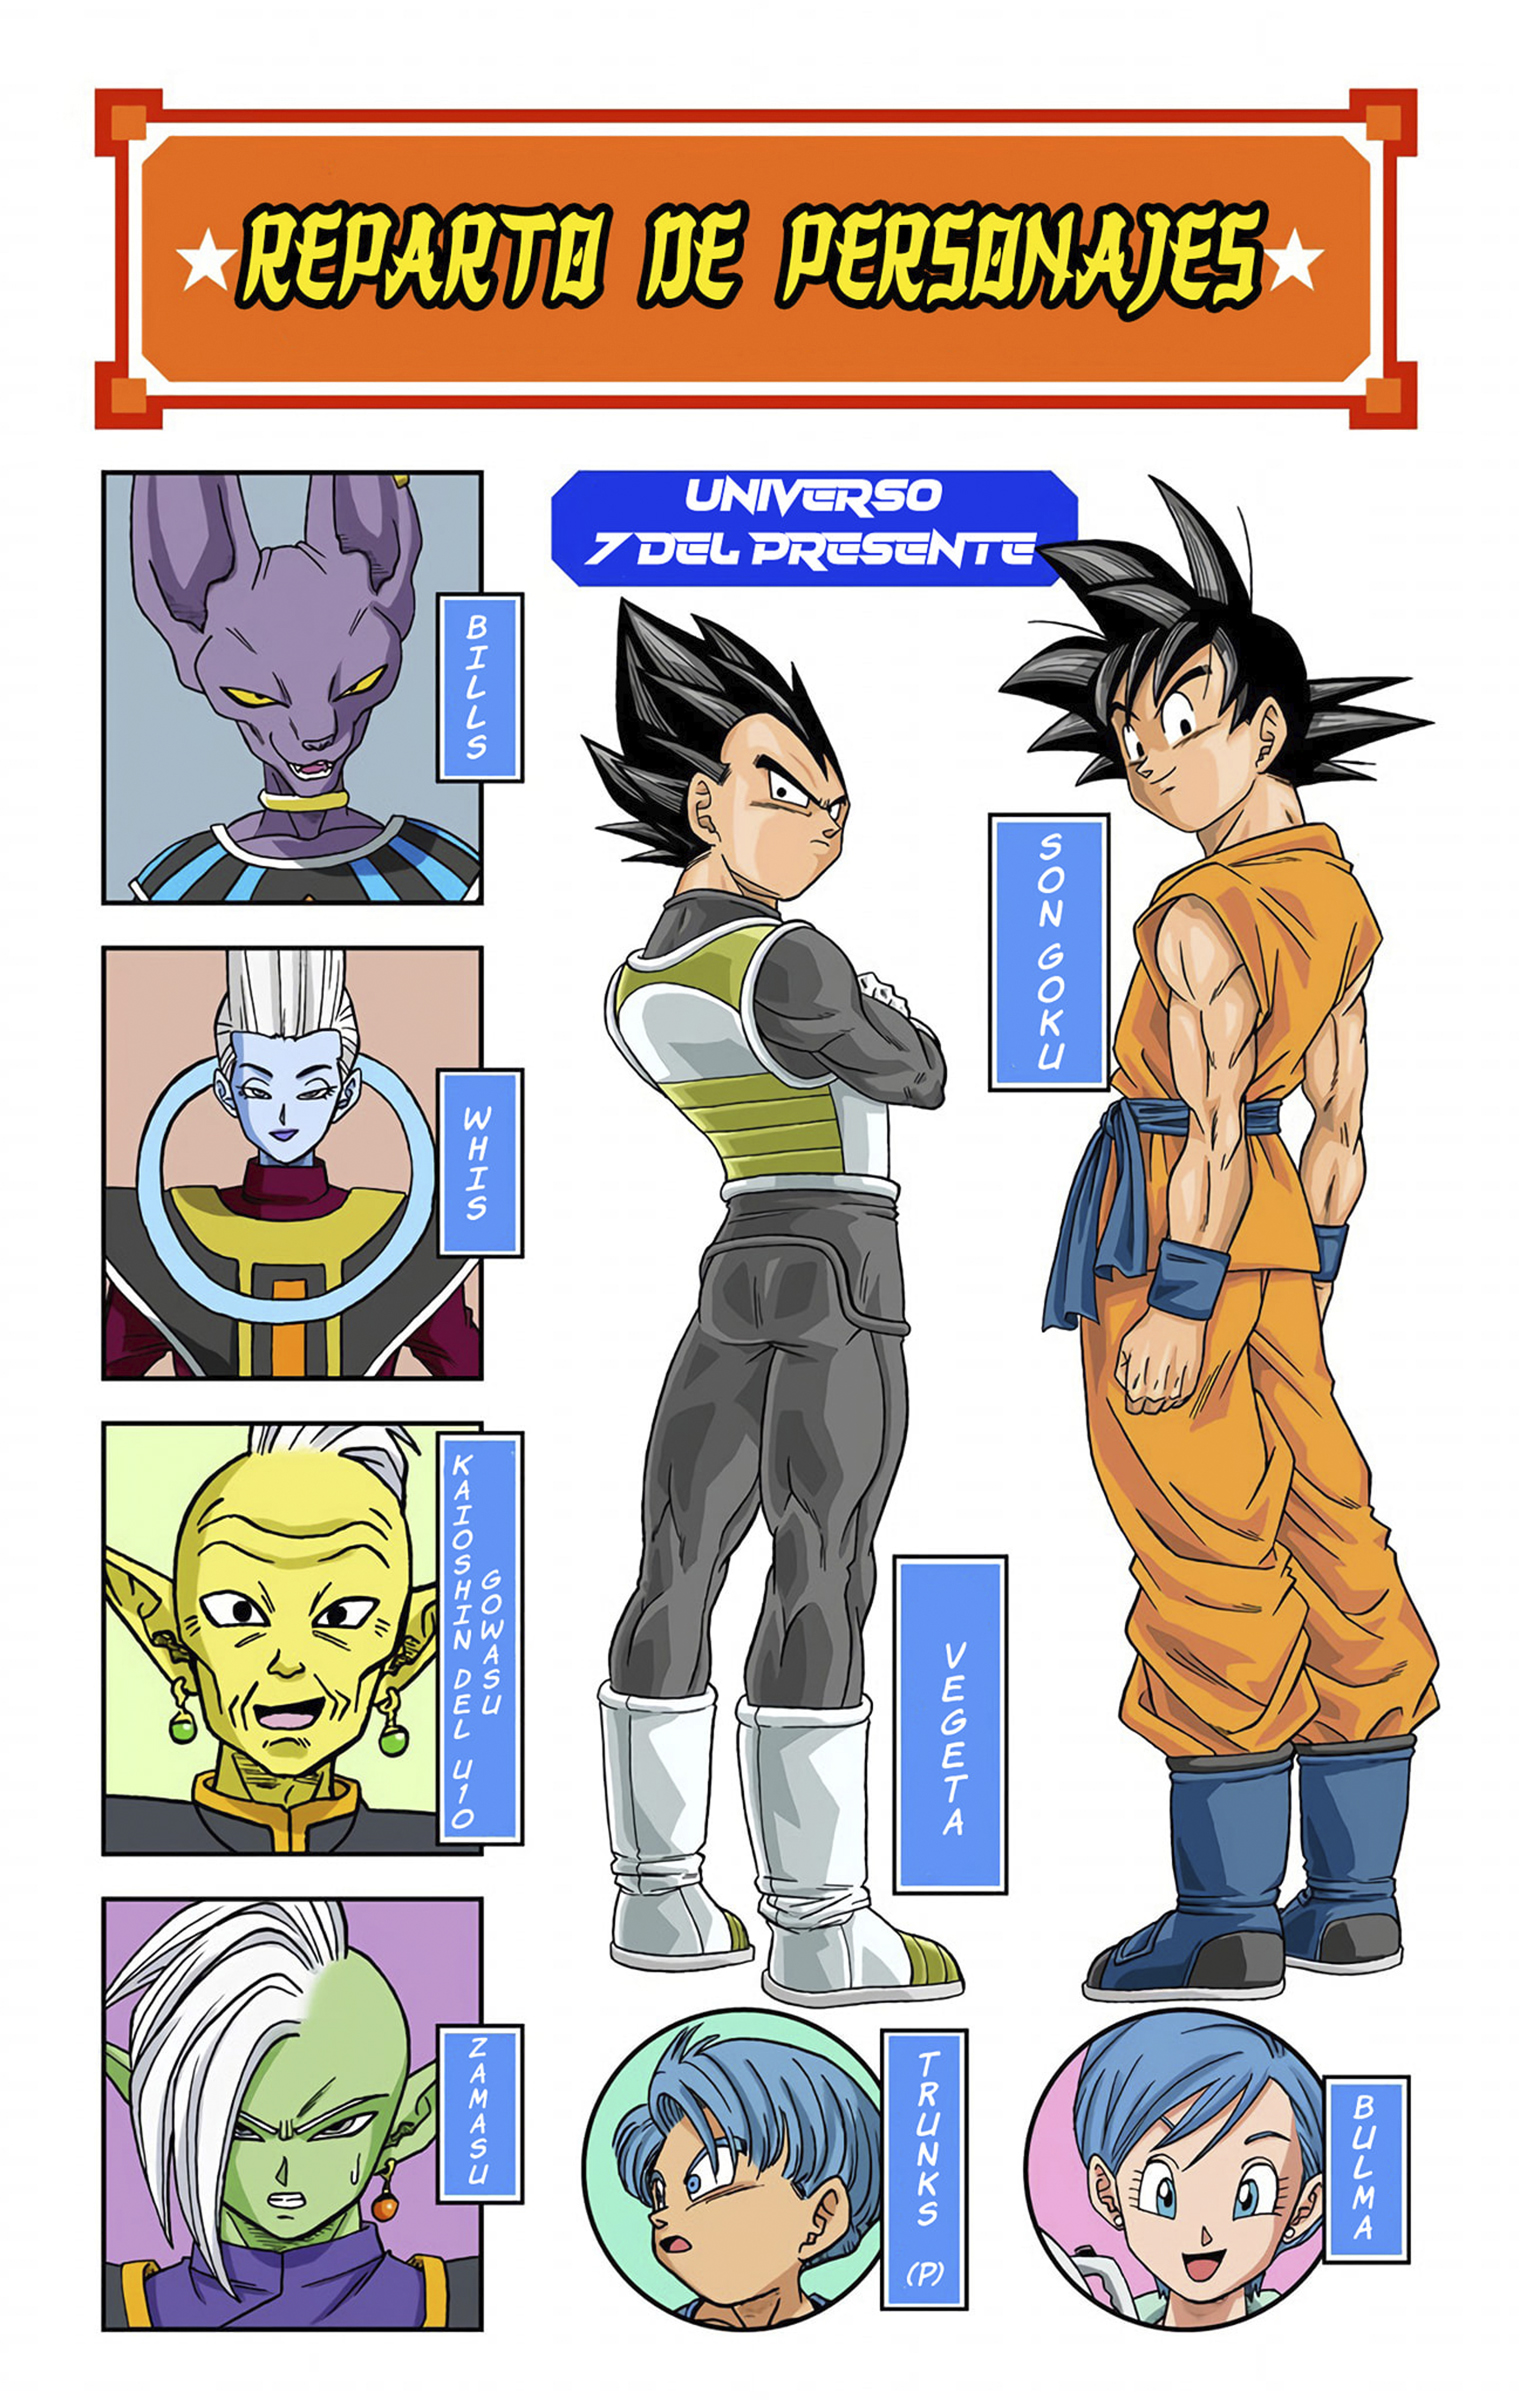 REPARTO DE PERSONAJES
UNIVERSO
7 DEL PRESENTE
BILLS
SON GOKU
WHIS
KAIOSHIN DEL U10
GOWASU
VEGETA
ZAMASU
TRUNKS (P)
BULMA